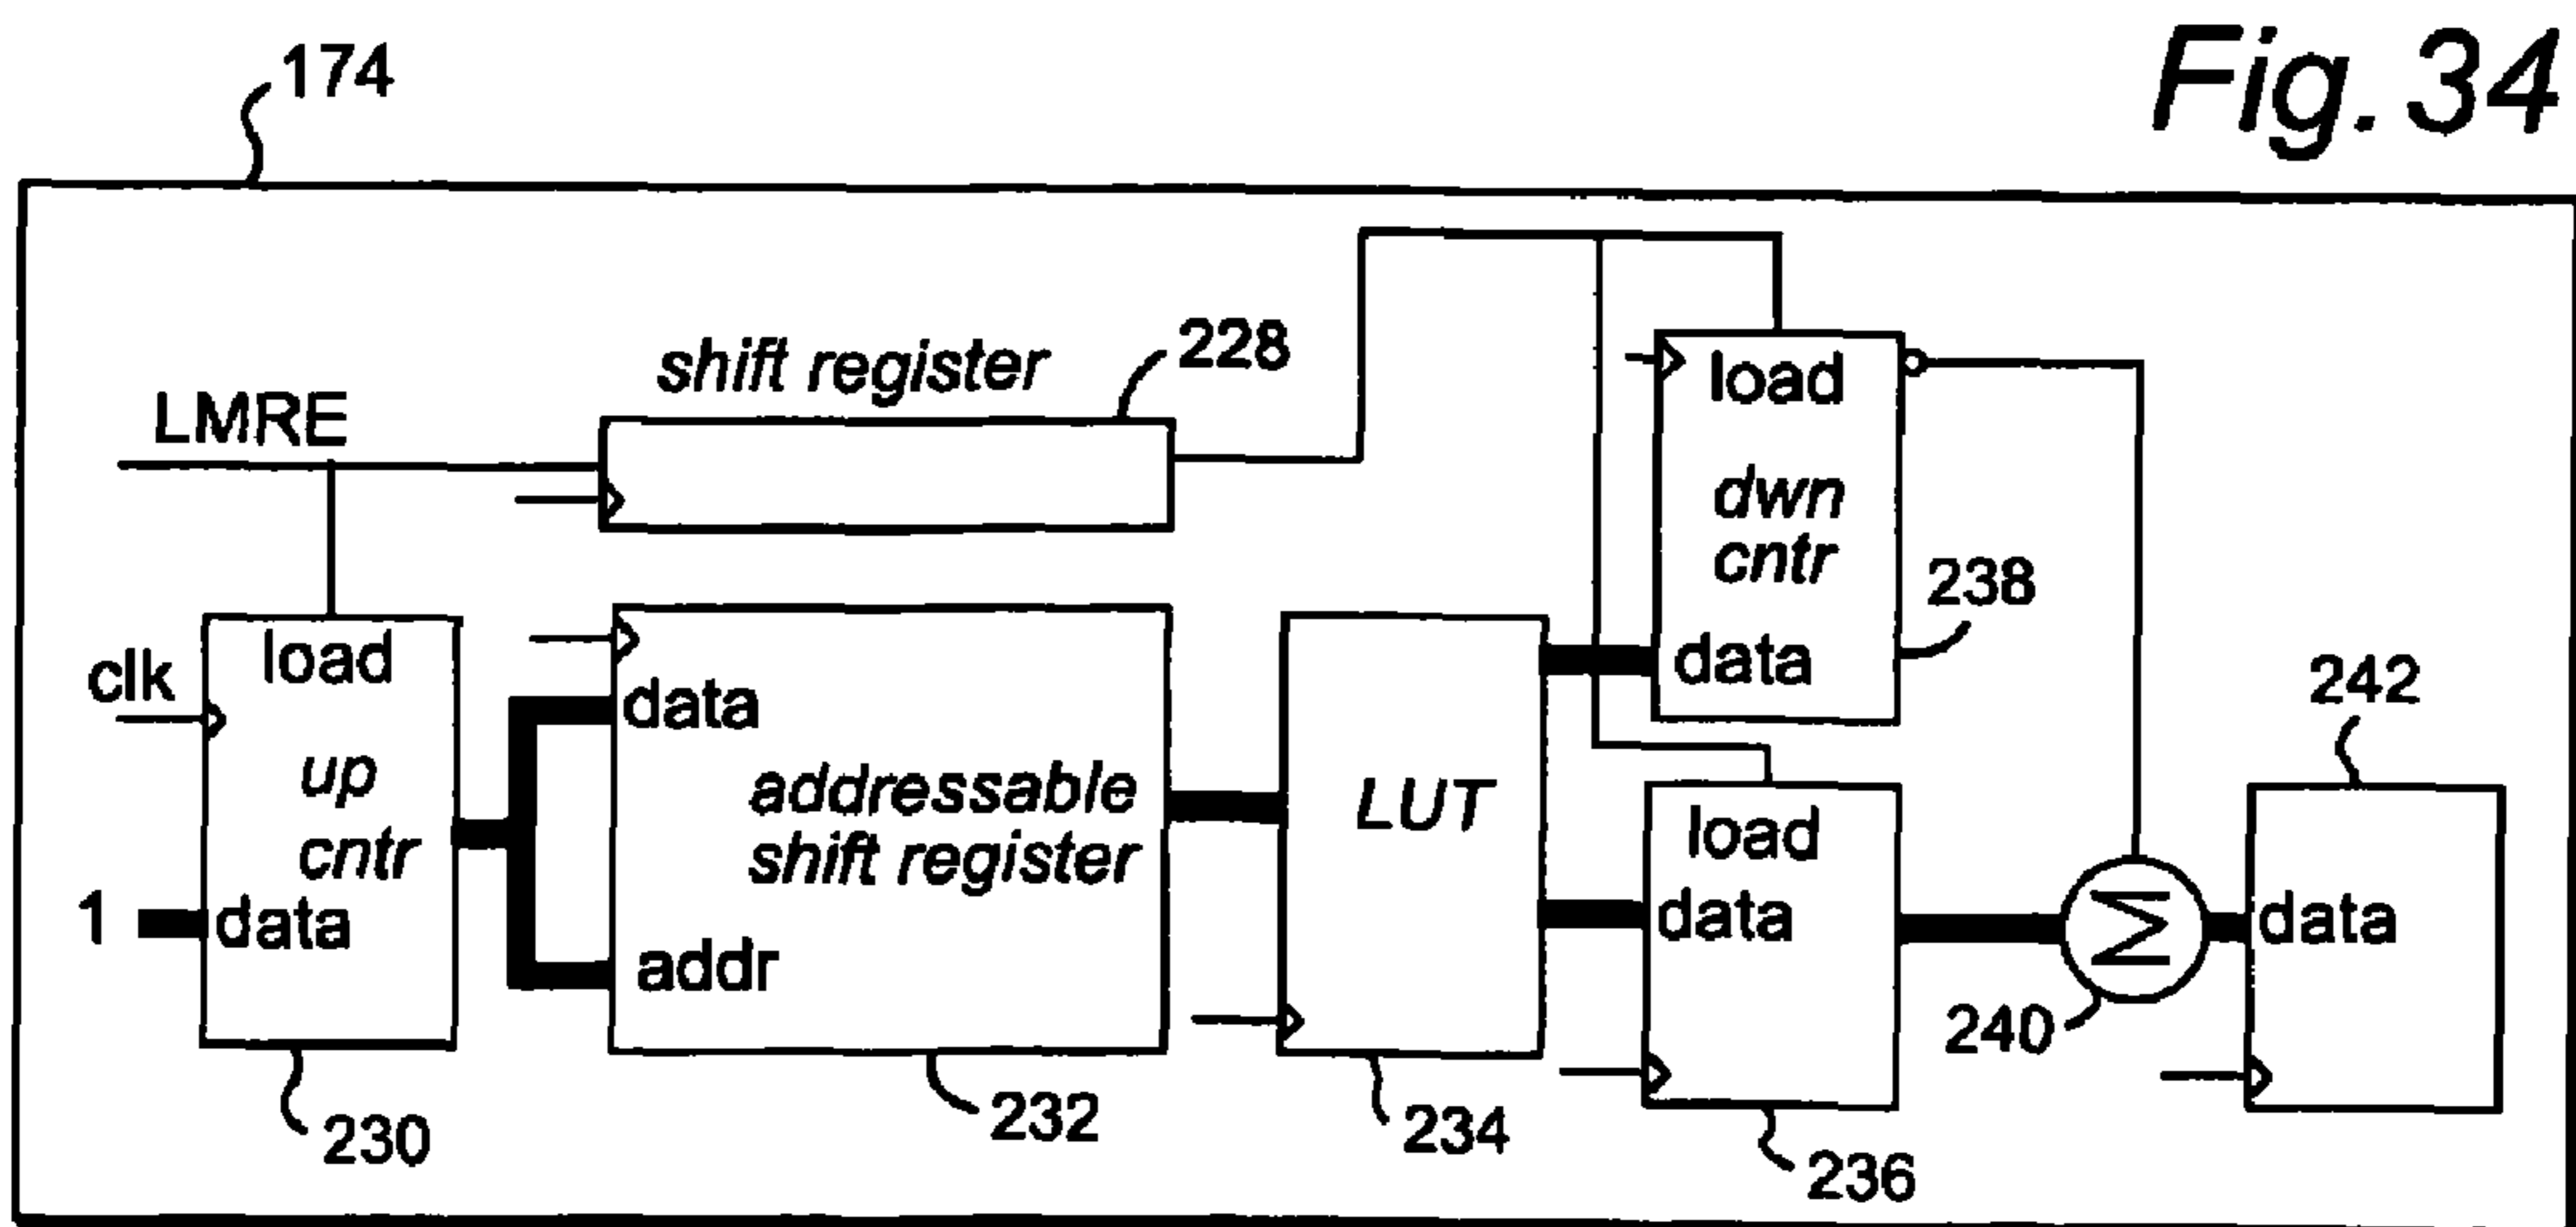 Fig. 34
174
shift register
228
LMRE
load
dwn
cntr
data
238
clk
load
up
cntr
1
data
230
data
addressable
shift register
addr
232
LUT
234
load
data
236
Σ
240
242
data